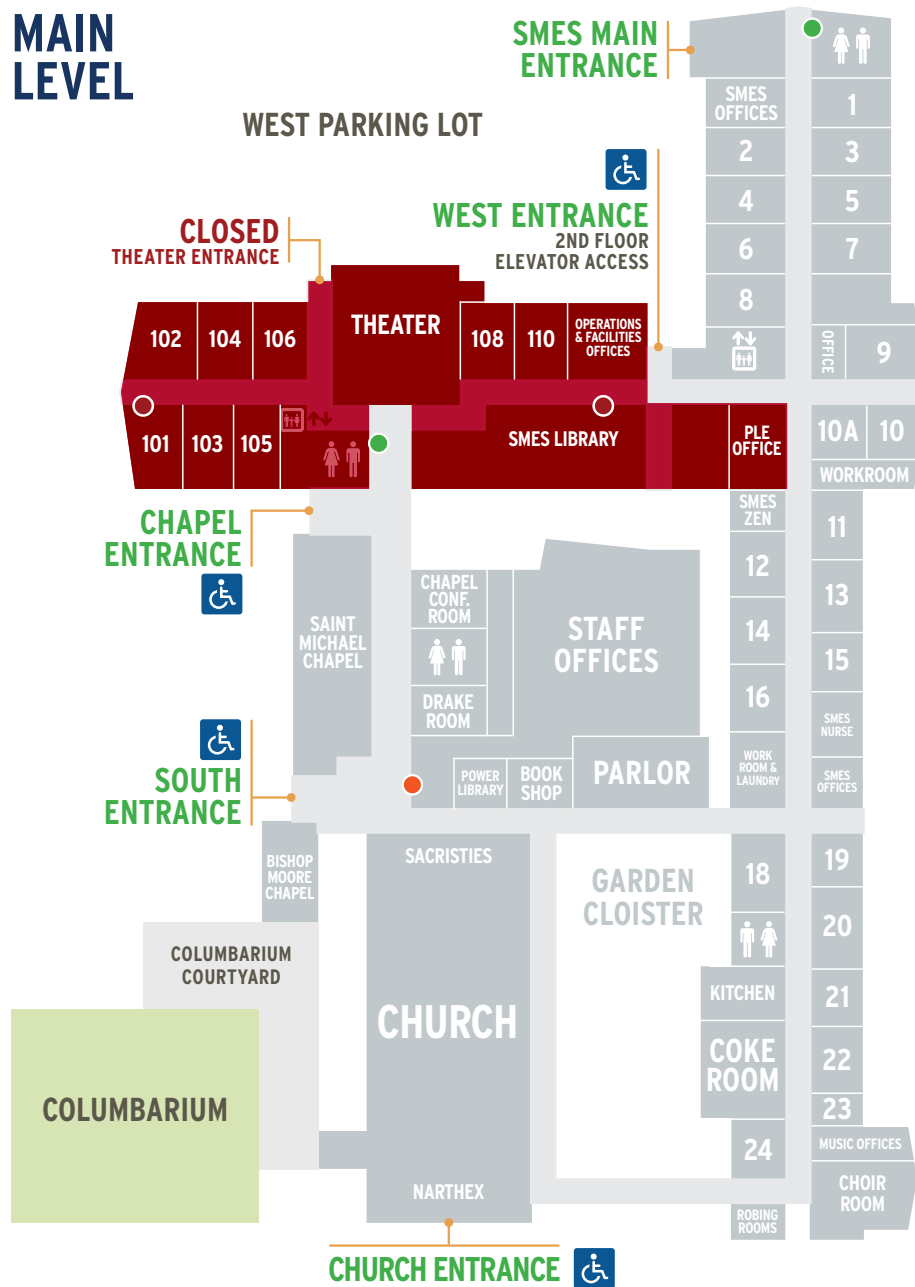 MAIN
LEVEL
SMES MAIN
ENTRANCE
WEST PARKING LOT
SMES
OFFICES
1
2
3
4
5
6
7
8
WEST ENTRANCE
2ND FLOOR
ELEVATOR ACCESS
CLOSED
THEATER ENTRANCE
THEATER
102
104
106
108
110
OPERATIONS
& FACILITIES
OFFICES
OFFICE
9
101
103
105
SMES LIBRARY
PLE
OFFICE
10A
10
WORKROOM
CHAPEL
ENTRANCE
SMES
ZEN
11
12
13
14
15
16
CHAPEL
CONF.
ROOM
STAFF
OFFICES
SAINT
MICHAEL
CHAPEL
DRAKE
ROOM
SMES
NURSE
SOUTH
ENTRANCE
POWER
LIBRARY
BOOK
SHOP
PARLOR
WORK
ROOM &
LAUNDRY
SMES
OFFICES
BISHOP
MOORE
CHAPEL
SACRISTIES
GARDEN
CLOISTER
18
19
20
COLUMBARIUM
COURTYARD
CHURCH
KITCHEN
21
COKE
ROOM
22
COLUMBARIUM
23
24
MUSIC OFFICES
NARTHEX
CHOIR
ROOM
ROBING
ROOMS
CHURCH ENTRANCE